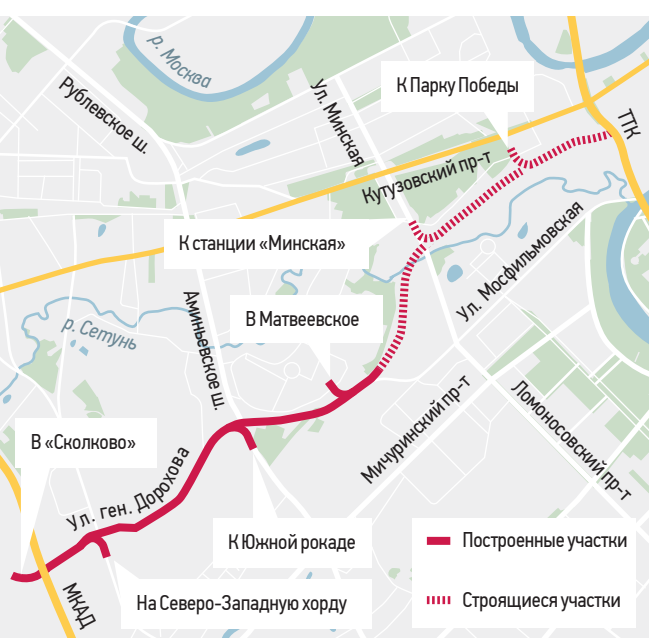 р. Москва
Рублевское ш.
Ул. Минская
К Парку Победы
ТТК
Кутузовский пр-т
К станции «Минская»
Ул. Мосфильмовская
р. Сетунь
Аминьевское ш.
В Матвеевское
Мичуринский пр-т
Ломоносовский пр-т
В «Сколково»
Ул. ген. Дорохова
К Южной рокаде
Построенные участки
МКАД
На Северо-Западную хорду
Строящиеся участки